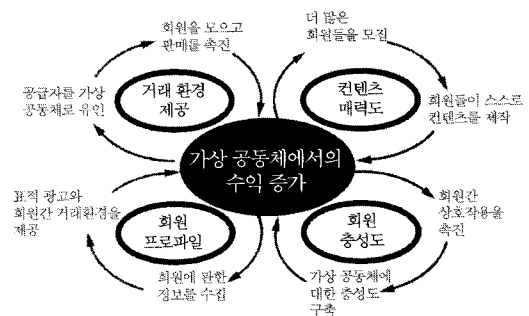 회원을 모으고
판매를 촉진
더 많은
회원들을 모집
공급자를 가상
공동체로 유인
거래 환경
제공
컨텐츠
매력도
회원들이 스스로
컨텐츠를 제작
가상 공동체에서의
수익 증가
표적 광고와
회원간 거래환경을
제공
회원
프로파일
회원
충성도
회원간
상호작용을
촉진
회원에 관한
정보를 수집
가상 공동체에
대한 충성도
구축